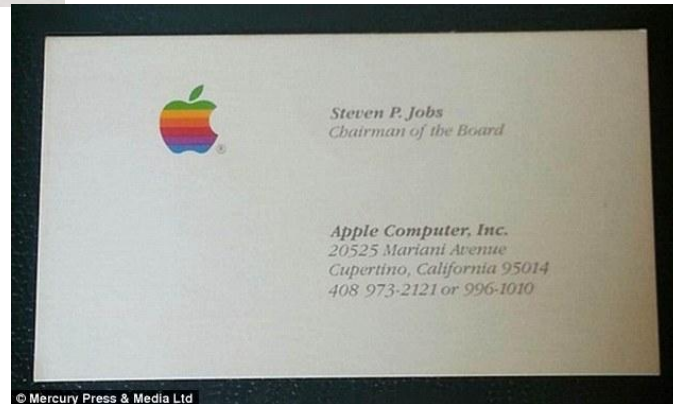 Steven P. Jobs
Chairman of the Board
®
Apple Computer, Inc.
20525 Mariani Avenue
Cupertino, California 95014
408 973-2121 or 996-1010
© Mercury Press & Media Ltd